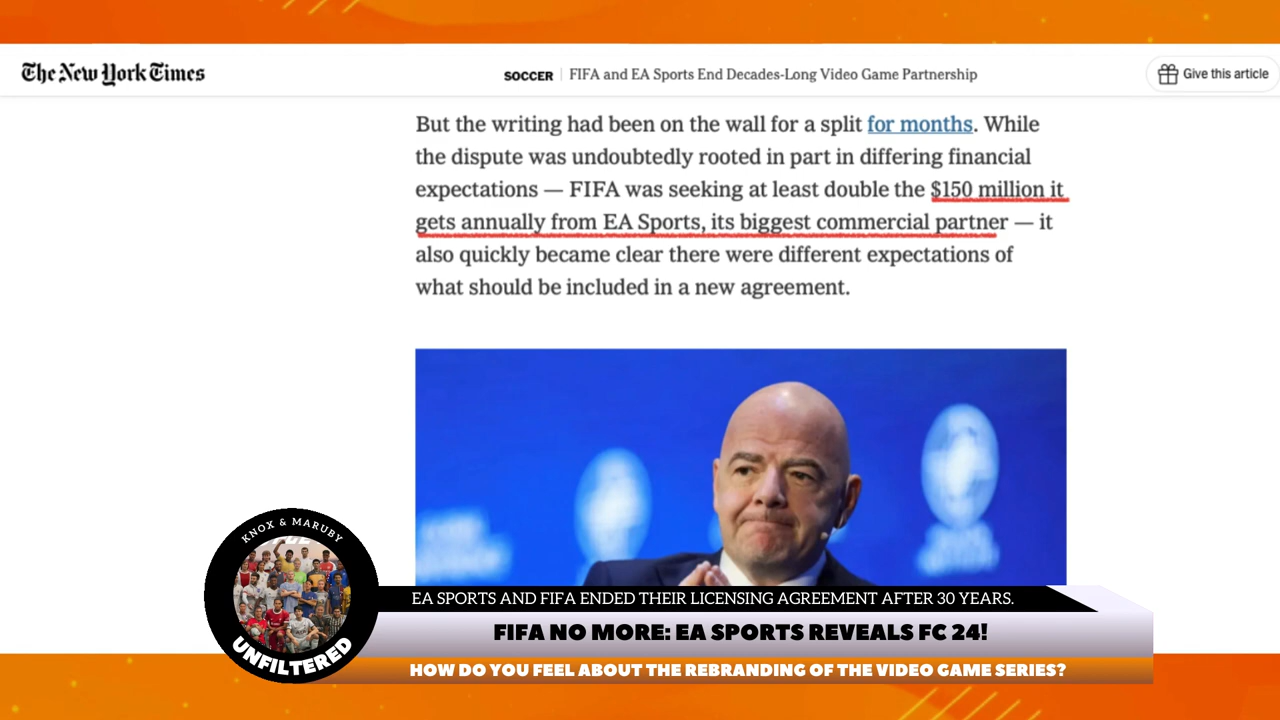 The New York Times
SOCCER | FIFA and EA Sports End Decades-Long Video Game Partnership
Give this article
But the writing had been on the wall for a split for months. While
the dispute was undoubtedly rooted in part in differing financial
expectations — FIFA was seeking at least double the $150 million it
gets annually from EA Sports, its biggest commercial partner — it
also quickly became clear there were different expectations of
what should be included in a new agreement.
KNOX & MARUBY
UNFILTERED
EA SPORTS AND FIFA ENDED THEIR LICENSING AGREEMENT AFTER 30 YEARS.
FIFA NO MORE: EA SPORTS REVEALS FC 24!
HOW DO YOU FEEL ABOUT THE REBRANDING OF THE VIDEO GAME SERIES?